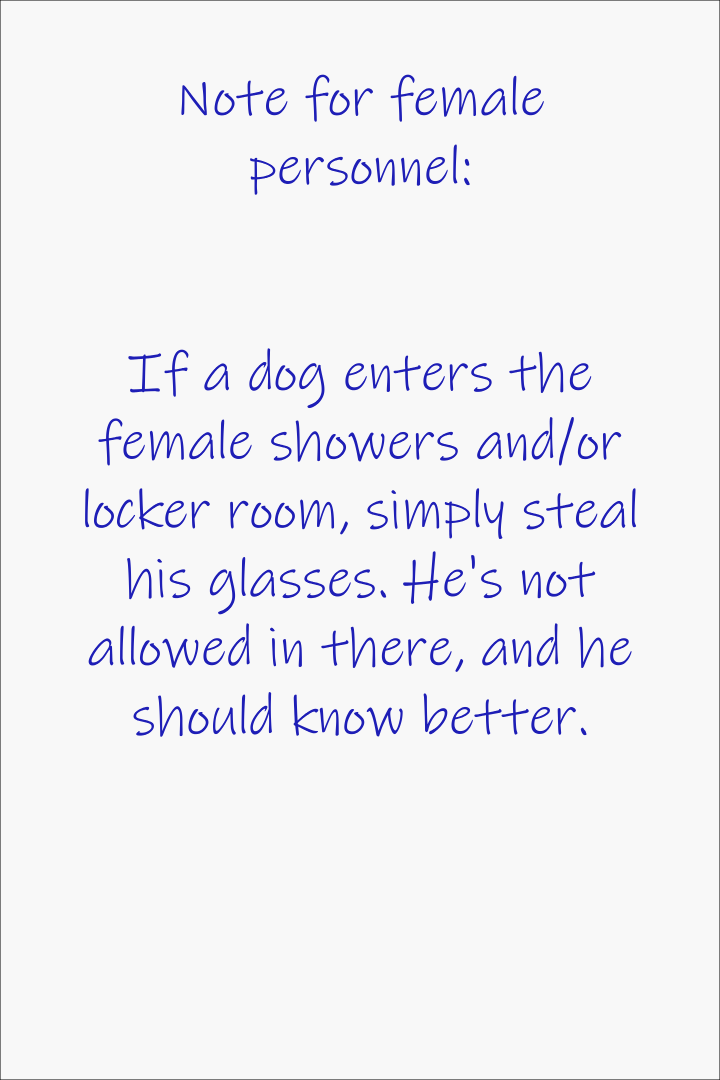 Note for female
personnel:
If a dog enters the
female showers and/or
locker room, simply steal
his glasses. He's not
allowed in there, and he
should know better.